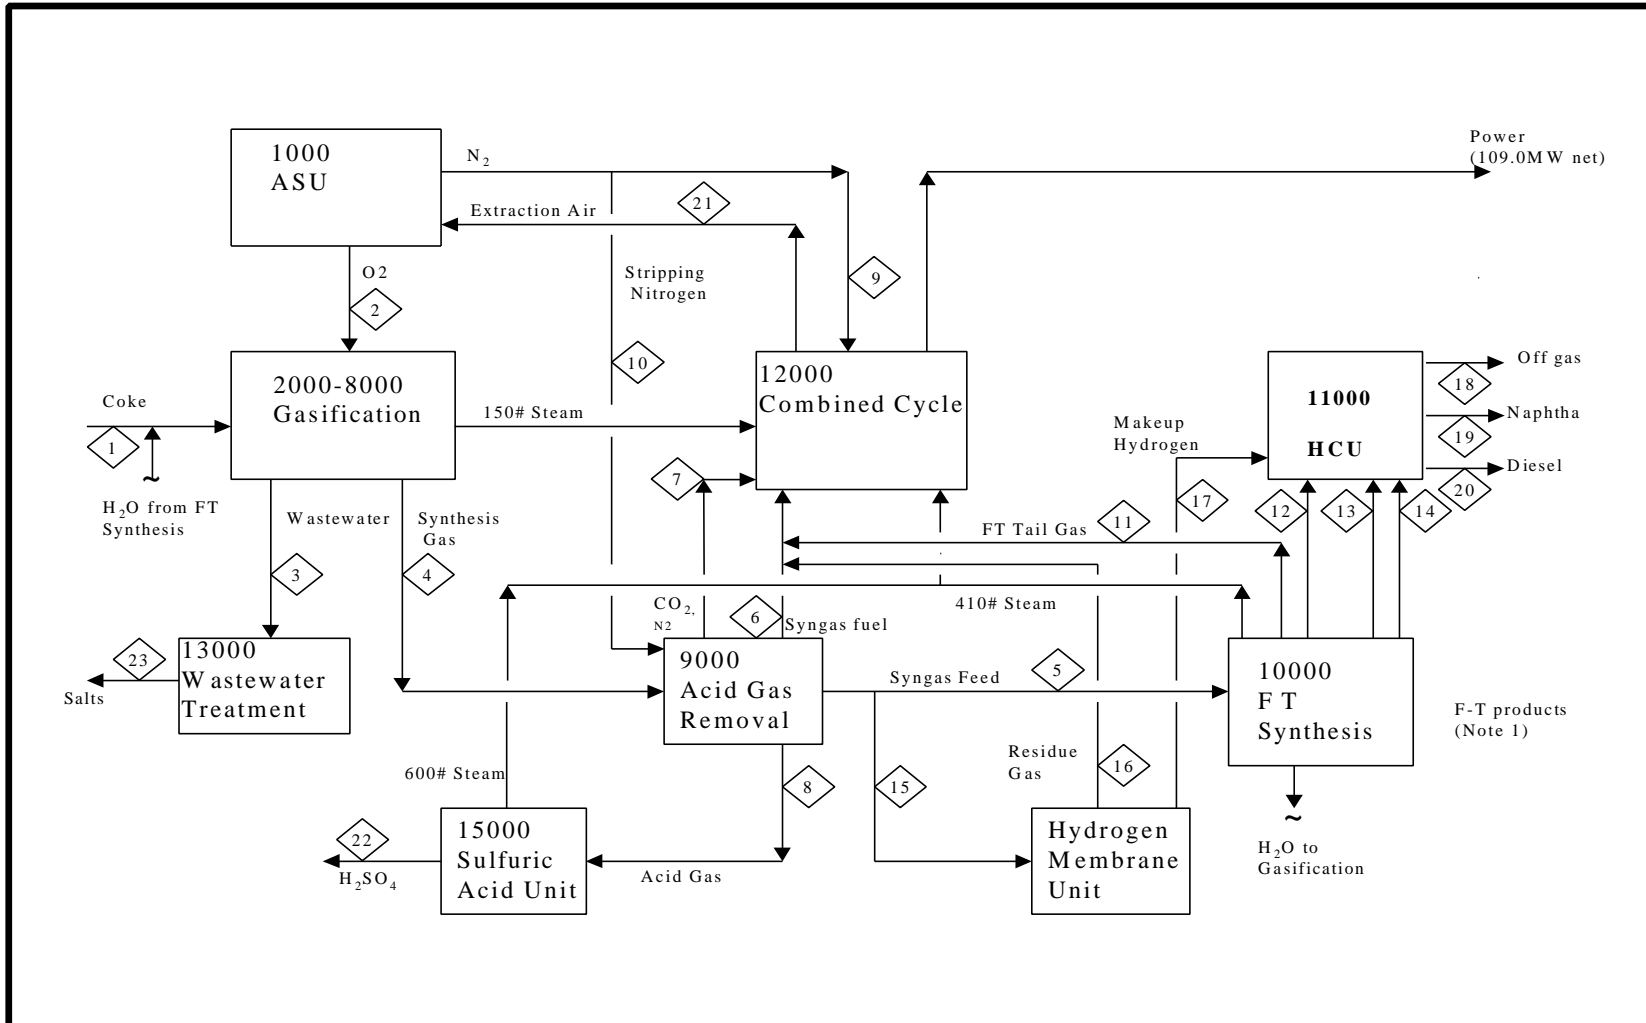 Power
(109.0MW net)
1000
ASU
N2
Extraction Air
21
O2
2
Stripping
Nitrogen
9
10
2000-8000
Gasification
Coke
1
H2O from FT
Synthesis
150# Steam
12000
Combined Cycle
7
11000
HCU
Off gas
18
Naphtha
19
Diesel
20
Makeup
Hydrogen
17
12
13
14
Wastewater
Synthesis
Gas
3
4
FT Tail Gas
11
410# Steam
CO2,
N2
6
Syngas fuel
13000
Wastewater
Treatment
23
Salts
9000
Acid Gas
Removal
Syngas Feed
5
10000
F T
Synthesis
F-T products
(Note 1)
600# Steam
8
15
Residue
Gas
16
15000
Sulfuric
Acid Unit
22
H2SO4
Acid Gas
Hydrogen
Membrane
Unit
~
H2O to
Gasification
~